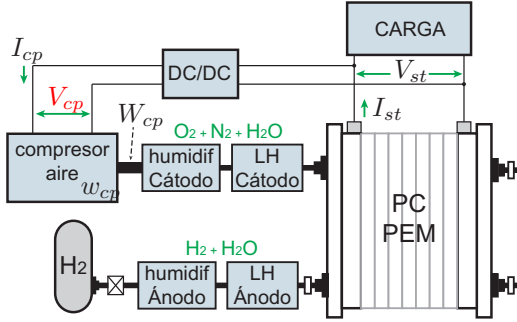 CARGA
I_cp
DC/DC
V_st
V_cp
W_cp
I_st
O2 + N2 + H2O
compresor
aire
w_cp
humidif
Cátodo
LH
Cátodo
PC
PEM
H2
H2 + H2O
humidif
Ánodo
LH
Ánodo